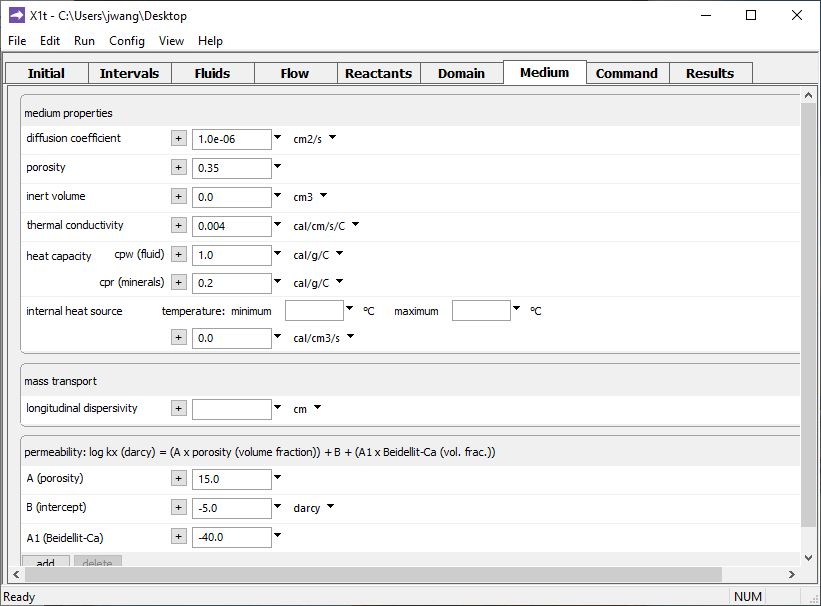 X1t - C:\Users\jwang\Desktop
File Edit Run Config View Help
Initial Intervals Fluids Flow Reactants Domain Medium Command Results
medium properties
diffusion coefficient + 1.0e-06 cm2/s
porosity + 0.35
inert volume + 0.0 cm3
thermal conductivity + 0.004 cal/cm/s/C
heat capacity cpw (fluid) + 1.0 cal/g/C
cpr (minerals) + 0.2 cal/g/C
internal heat source temperature: minimum ºC maximum ºC
+ 0.0 cal/cm3/s
mass transport
longitudinal dispersivity + cm
permeability: log kx (darcy) = (A x porosity (volume fraction)) + B + (A1 x Beidellit-Ca (vol. frac.))
A (porosity) + 15.0
B (intercept) + -5.0 darcy
A1 (Beidellit-Ca) + -40.0
add delete
Ready NUM